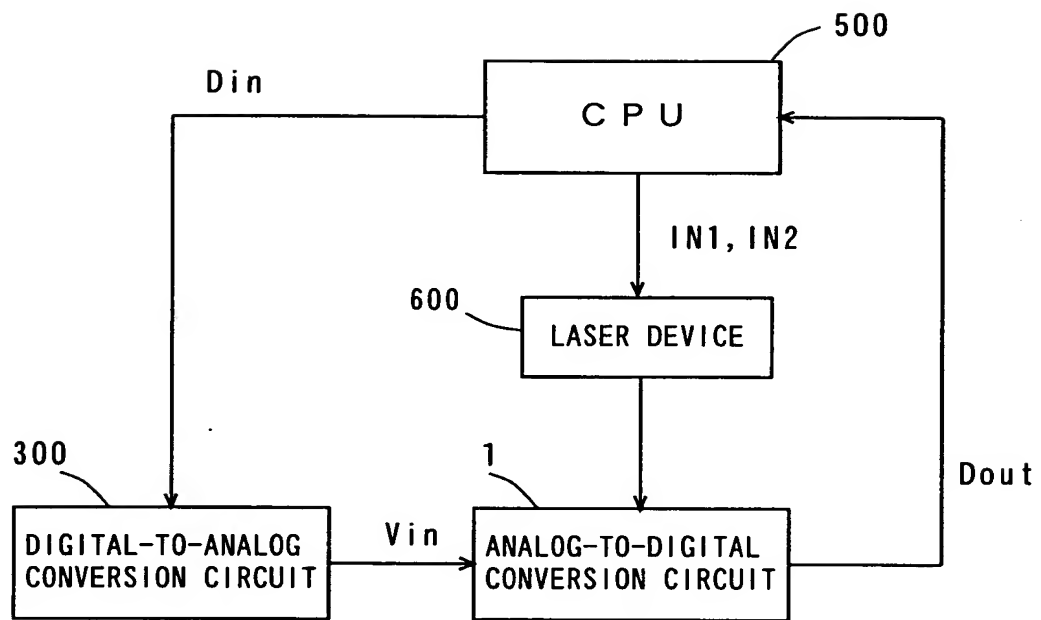 500
Din
CPU
IN1, IN2
600
LASER DEVICE
300
1
Dout
DIGITAL-TO-ANALOG
CONVERSION CIRCUIT
Vin
ANALOG-TO-DIGITAL
CONVERSION CIRCUIT